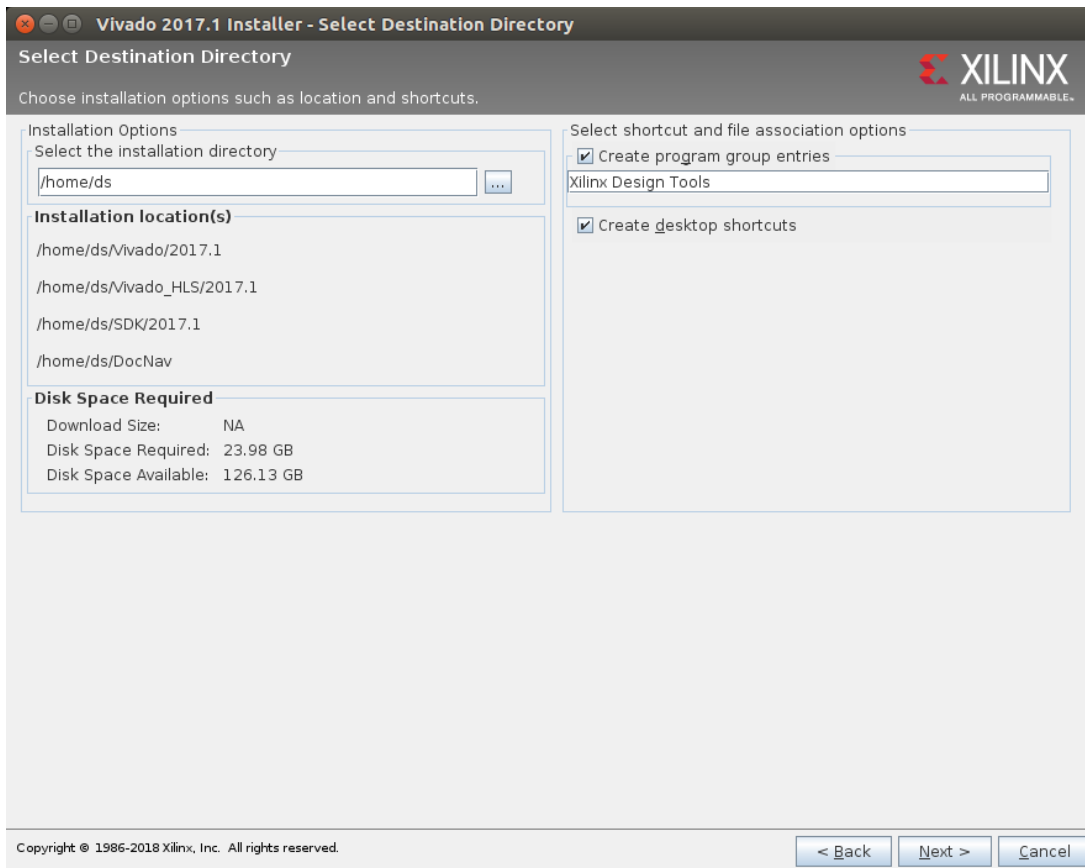 Vivado 2017.1 Installer - Select Destination Directory
Select Destination Directory
Choose installation options such as location and shortcuts.
XILINX
ALL PROGRAMMABLE™
Installation Options
Select the installation directory
/home/ds
...
Installation location(s)
/home/ds/Vivado/2017.1
/home/ds/Vivado_HLS/2017.1
/home/ds/SDK/2017.1
/home/ds/DocNav
Disk Space Required
Download Size: NA
Disk Space Required: 23.98 GB
Disk Space Available: 126.13 GB
Select shortcut and file association options
Create program group entries
Xilinx Design Tools
Create desktop shortcuts
Copyright © 1986-2018 Xilinx, Inc. All rights reserved.
< Back Next > Cancel